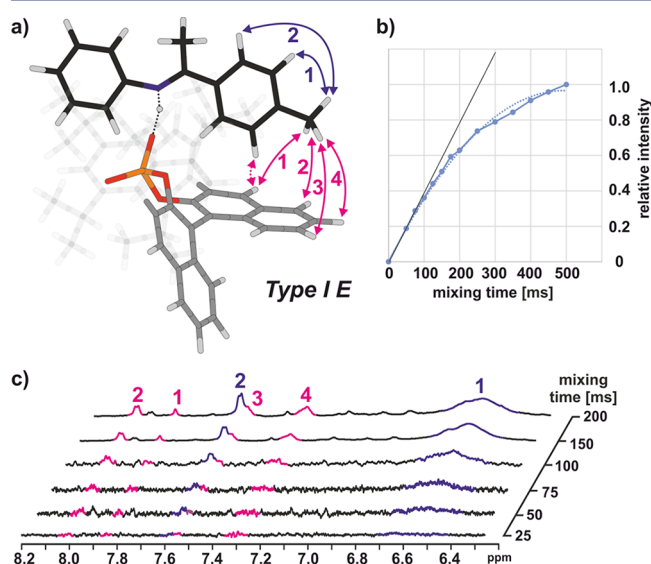 a)
2
1
1
2
3
4
Type I E
b)
1.0
0.8
0.6
0.4
0.2
0
relative intensity
0 100 200 300 400 500
mixing time [ms]
c)
2 1 2 3 4 1
mixing
time [ms]
200
150
100
75
50
25
8.2 8.0 7.8 7.6 7.4 7.2 7.0 6.8 6.6 6.4 ppm